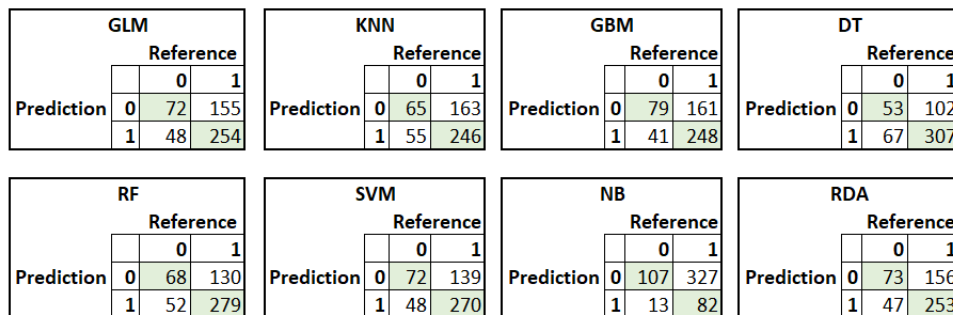 GLM KNN GBM DT
Reference Reference Reference Reference
0 1 0 1 0 1 0 1
Prediction 0 72 155 Prediction 0 65 163 Prediction 0 79 161 Prediction 0 53 102
1 48 254 1 55 246 1 41 248 1 67 307
RF SVM NB RDA
Reference Reference Reference Reference
0 1 0 1 0 1 0 1
Prediction 0 68 130 Prediction 0 72 139 Prediction 0 107 327 Prediction 0 73 156
1 52 279 1 48 270 1 13 82 1 47 253